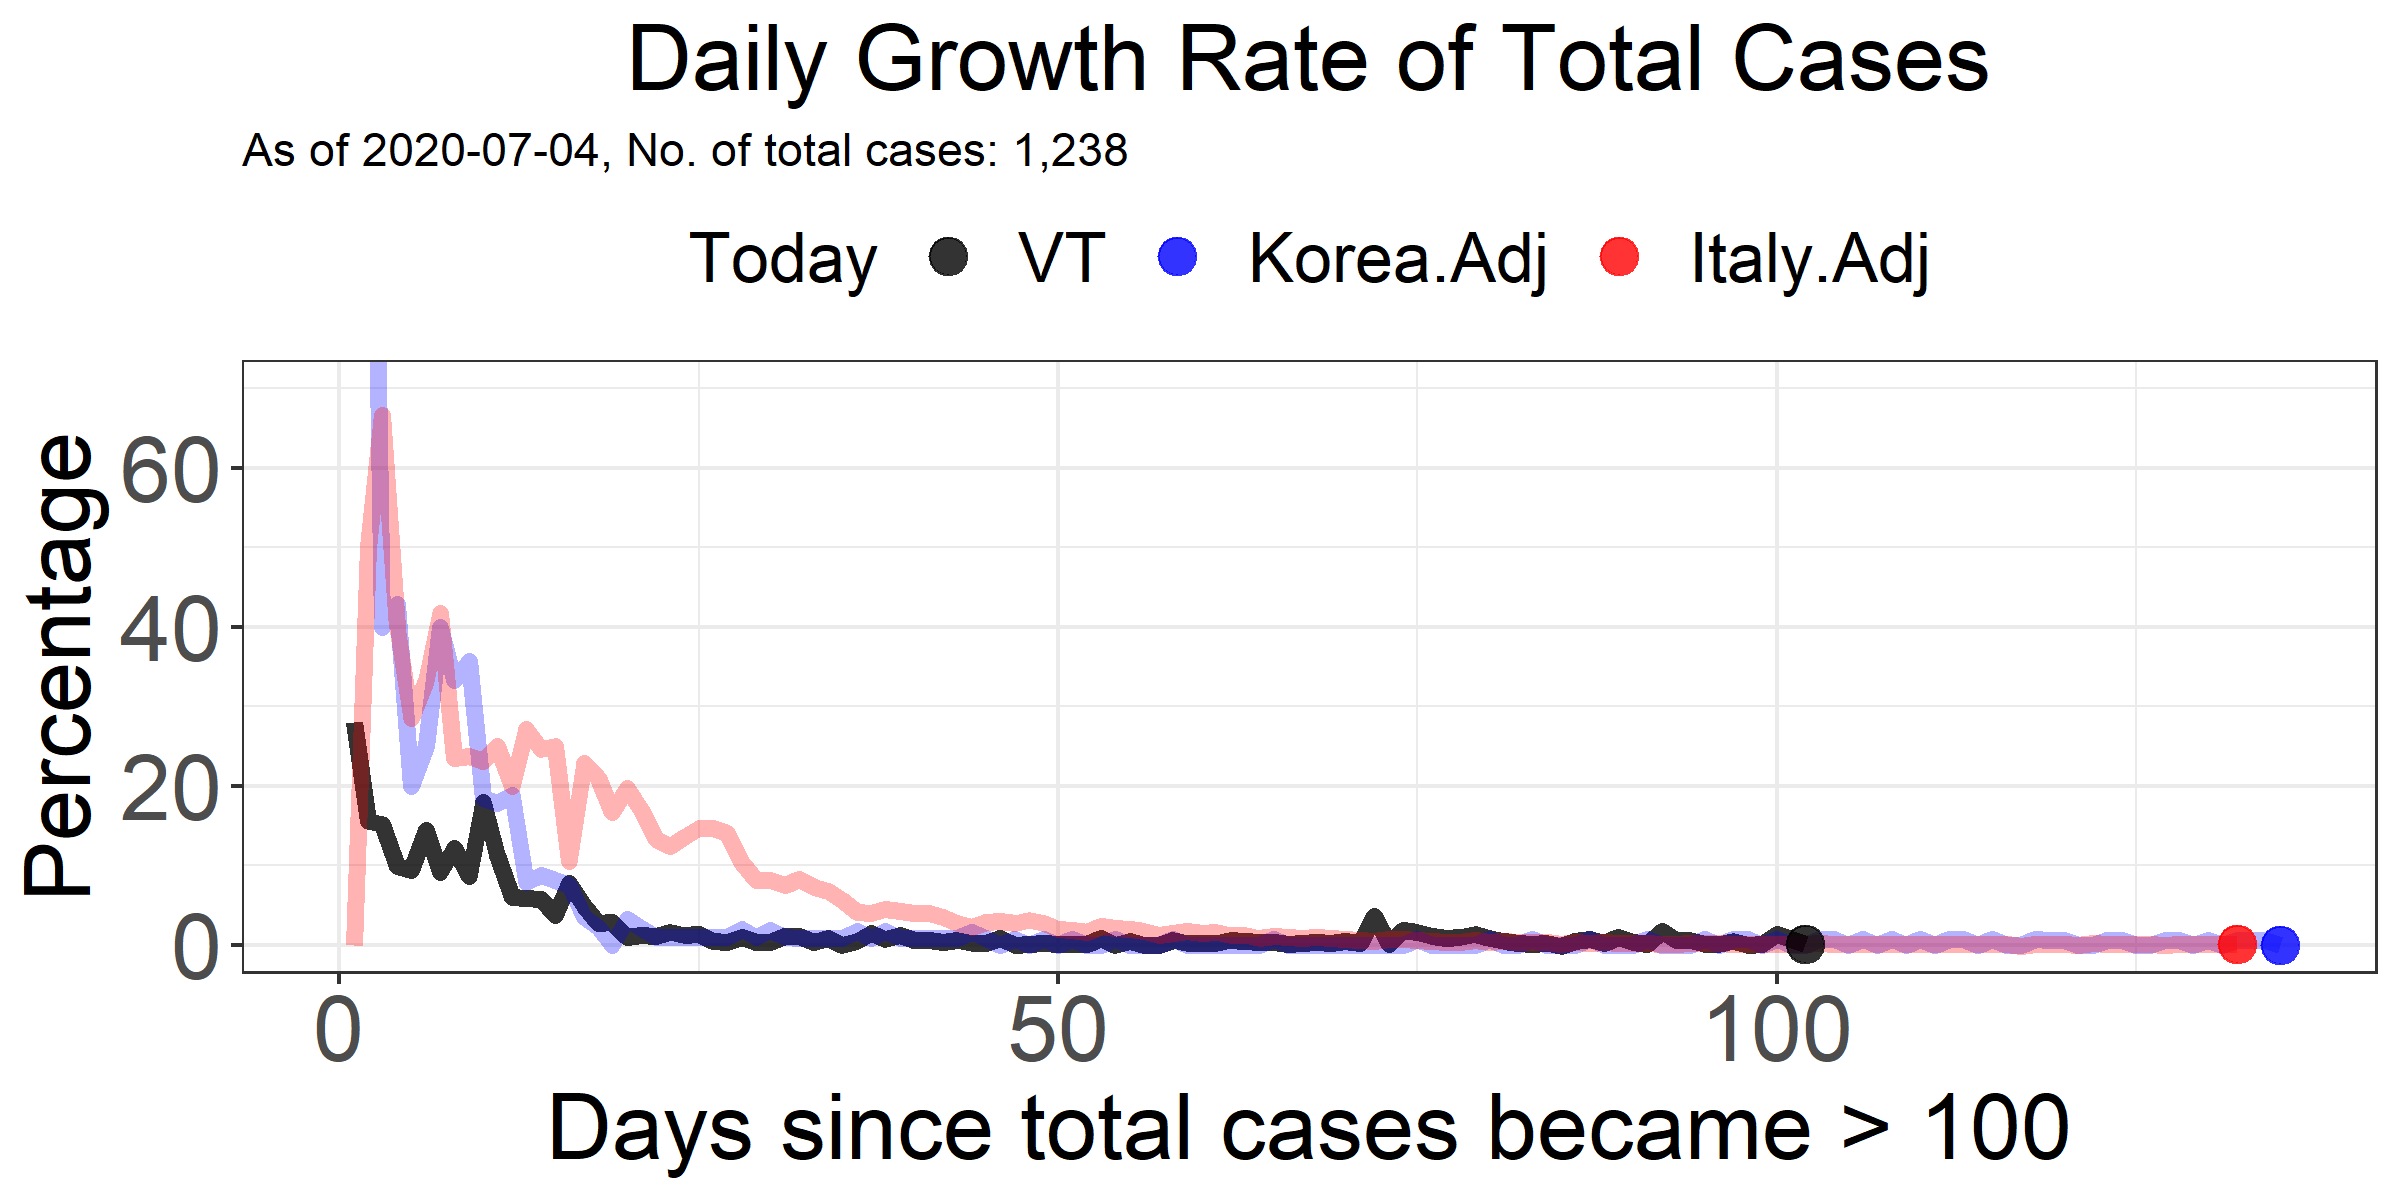 Daily Growth Rate of Total Cases
As of 2020-07-04, No. of total cases: 1,238
Today VT Korea.Adj Italy.Adj
Percentage
60
40
20
0
0 50 100
Days since total cases became > 100